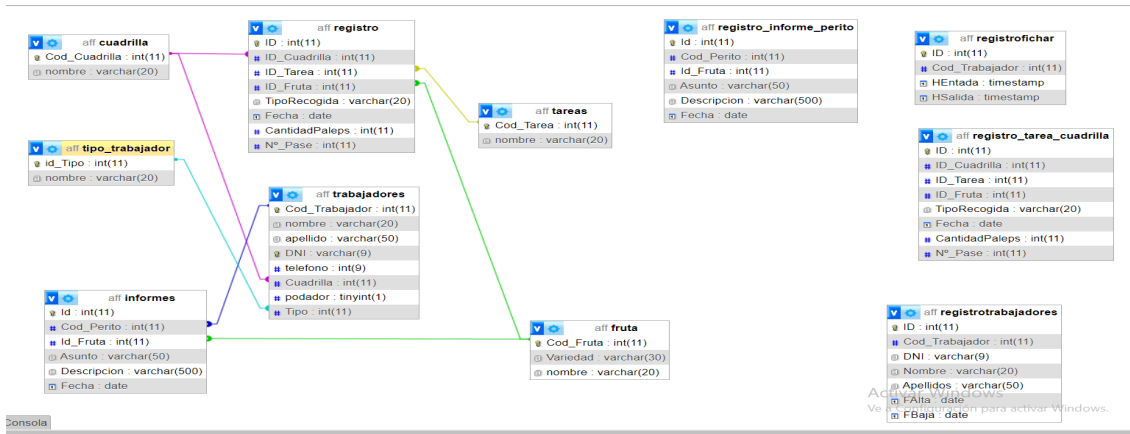 aff cuadrilla
Cod_Cuadrilla : int(11)
nombre : varchar(20)
aff tipo_trabajador
id_Tipo : int(11)
nombre : varchar(20)
aff informes
Id : int(11)
Cod_Perito : int(11)
Id_Fruta : int(11)
Asunto : varchar(50)
Descripcion : varchar(500)
Fecha : date
aff registro
ID : int(11)
ID_Cuadrilla : int(11)
ID_Tarea : int(11)
ID_Fruta : int(11)
TipoRecogida : varchar(20)
Fecha : date
CantidadPaleps : int(11)
Nº_Pase : int(11)
aff trabajadores
Cod_Trabajador : int(11)
nombre : varchar(20)
apellido : varchar(50)
DNI : varchar(9)
telefono : int(9)
Cuadrilla : int(11)
podador : tinyint(1)
Tipo : int(11)
aff tareas
Cod_Tarea : int(11)
nombre : varchar(20)
aff fruta
Cod_Fruta : int(11)
Variedad : varchar(30)
nombre : varchar(20)
aff registro_informe_perito
Id : int(11)
Cod_Perito : int(11)
Id_Fruta : int(11)
Asunto : varchar(50)
Descripcion : varchar(500)
Fecha : date
aff registrofichar
ID : int(11)
Cod_Trabajador : int(11)
HEntada : timestamp
HSalida : timestamp
aff registro_tarea_cuadrilla
ID : int(11)
ID_Cuadrilla : int(11)
ID_Tarea : int(11)
ID_Fruta : int(11)
TipoRecogida : varchar(20)
Fecha : date
CantidadPaleps : int(11)
Nº_Pase : int(11)
aff registrotrabajadores
ID : int(11)
Cod_Trabajador : int(11)
DNI : varchar(9)
Nombre : varchar(20)
Apellidos : varchar(50)
FAlta : date
FBaja : date
Activar Windows
Ve a Configuración para activar Windows.
Consola